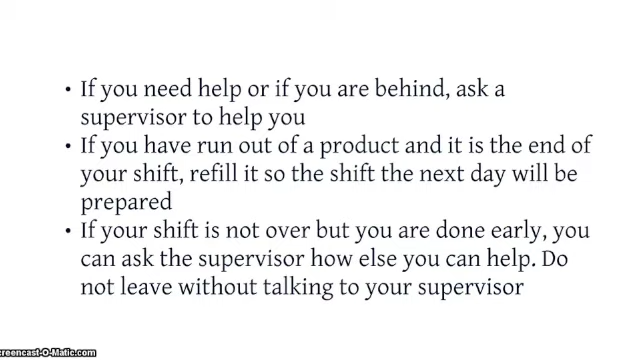 • If you need help or if you are behind, ask a
supervisor to help you
• If you have run out of a product and it is the end of
your shift, refill it so the shift the next day will be
prepared
• If your shift is not over but you are done early, you
can ask the supervisor how else you can help. Do
not leave without talking to your supervisor
creencast-O-Matic.com